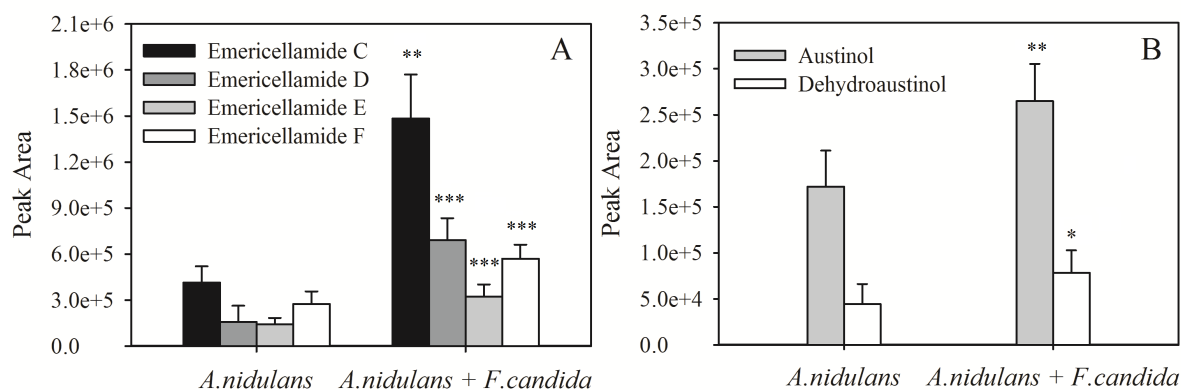 2.1e+6
1.8e+6
1.5e+6
1.2e+6
9.0e+5
6.0e+5
3.0e+5
0.0
Peak Area
Emericellamide C
Emericellamide D
Emericellamide E
Emericellamide F
A
**
***
***
***
A.nidulans
A.nidulans + F.candida
3.5e+5
3.0e+5
2.5e+5
2.0e+5
1.5e+5
1.0e+5
5.0e+4
0.0
Peak Area
Austinol
Dehydroaustinol
B
**
*
A.nidulans
A.nidulans + F.candida